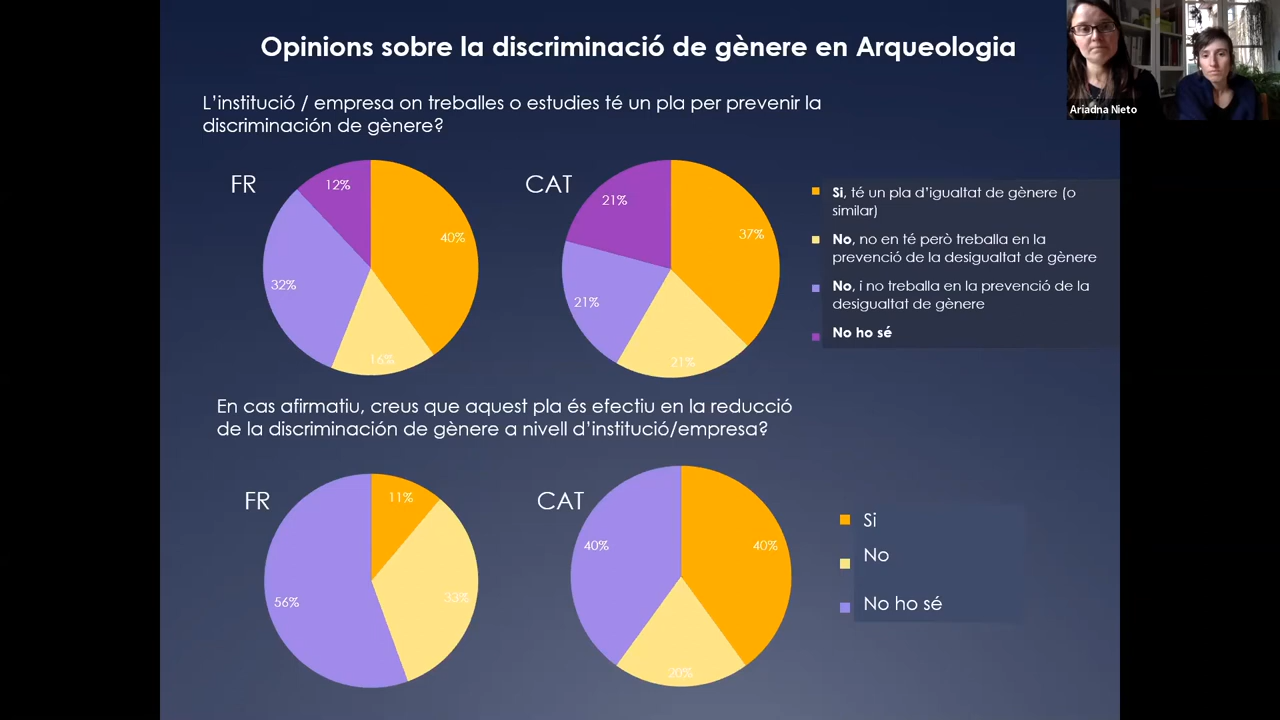 Opinions sobre la discriminació de gènere en Arqueologia
Ariadna Nieto
L'institució / empresa on treballes o estudies té un pla per prevenir la
discriminación de gènere?
FR
12%
40%
32%
16%
CAT
21%
37%
21%
21%
Si, té un pla d'igualtat de gènere (o
similar)
No, no en té però treballa en la
prevenció de la desigualtat de gènere
No, i no treballa en la prevenció de la
desigualtat de gènere
No ho sé
En cas afirmatiu, creus que aquest pla és efectiu en la reducció
de la discriminación de gènere a nivell d'institució/empresa?
FR
11%
56%
33%
CAT
40%
40%
20%
Si
No
No ho sé